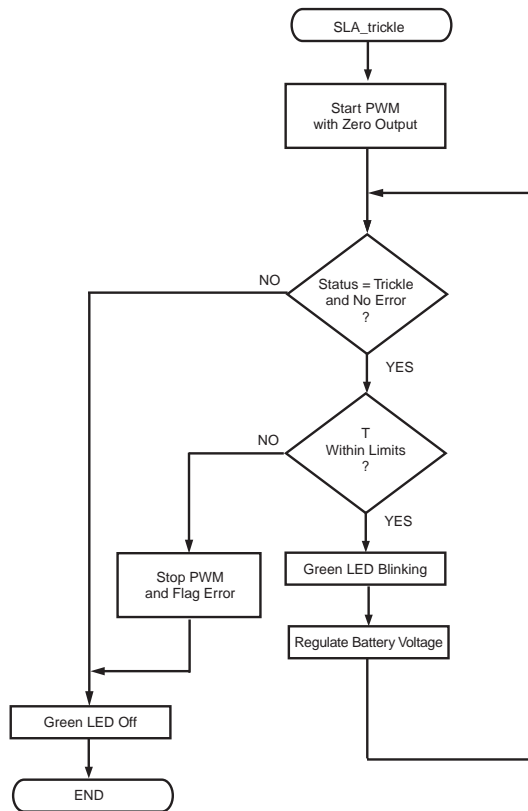 SLA_trickle
Start PWM
with Zero Output
NO
Status = Trickle
and No Error
?
YES
T
Within Limits
?
NO
YES
Green LED Blinking
Stop PWM
and Flag Error
Regulate Battery Voltage
Green LED Off
END